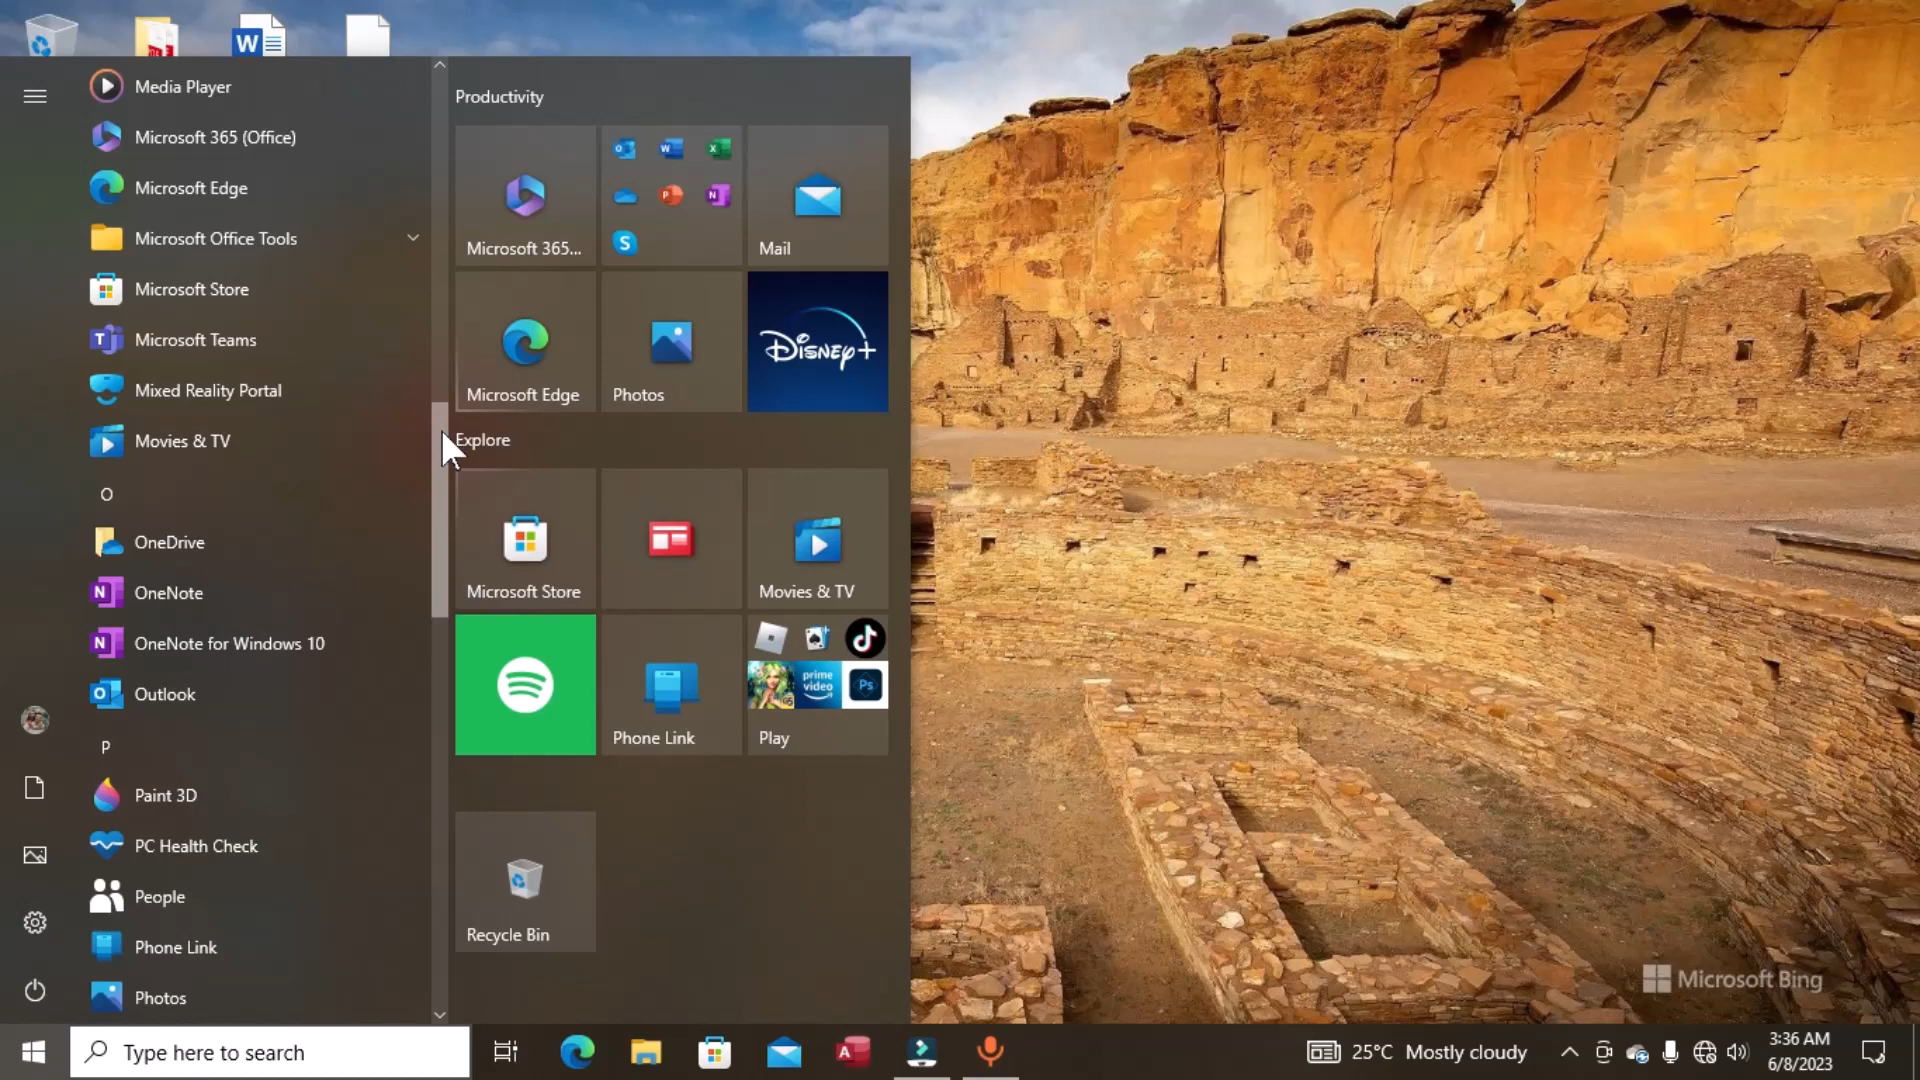 W
Media Player
Microsoft 365 (Office)
Microsoft Edge
Microsoft Office Tools
Microsoft Store
Microsoft Teams
Mixed Reality Portal
Movies & TV
O
OneDrive
OneNote
OneNote for Windows 10
Outlook
P
Paint 3D
PC Health Check
People
Phone Link
Photos
Productivity
Microsoft 365...
Mail
Microsoft Edge
Photos
Disney+
Explore
Microsoft Store
Movies & TV
Phone Link
prime video
Ps
Play
Recycle Bin
Microsoft Bing
Type here to search
25°C Mostly cloudy
3:36 AM
6/8/2023